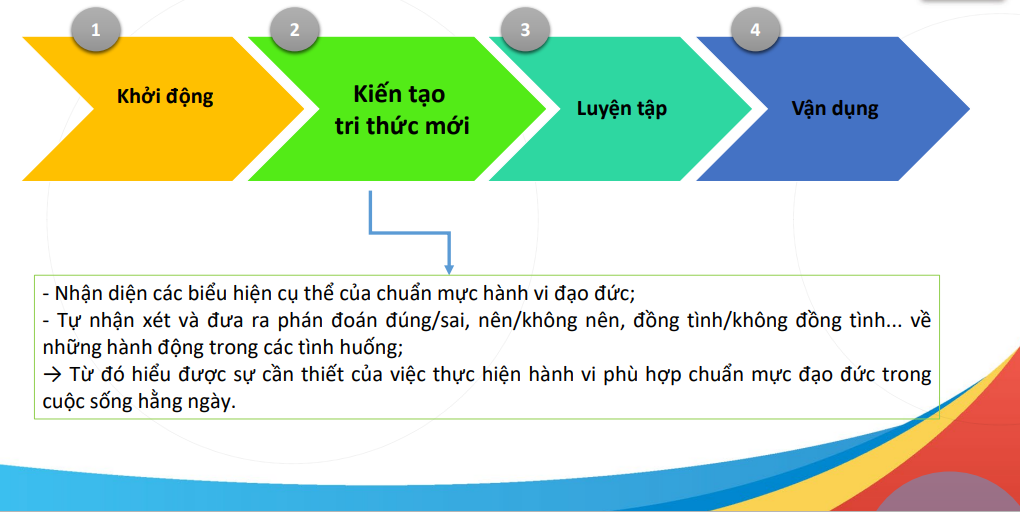 1
2
3
4
Khởi động
Kiến tạo
tri thức mới
Luyện tập
Vận dụng
- Nhận diện các biểu hiện cụ thể của chuẩn mực hành vi đạo đức;
- Tự nhận xét và đưa ra phán đoán đúng/sai, nên/không nên, đồng tình/không đồng tình... về
những hành động trong các tình huống;
→ Từ đó hiểu được sự cần thiết của việc thực hiện hành vi phù hợp chuẩn mực đạo đức trong
cuộc sống hằng ngày.